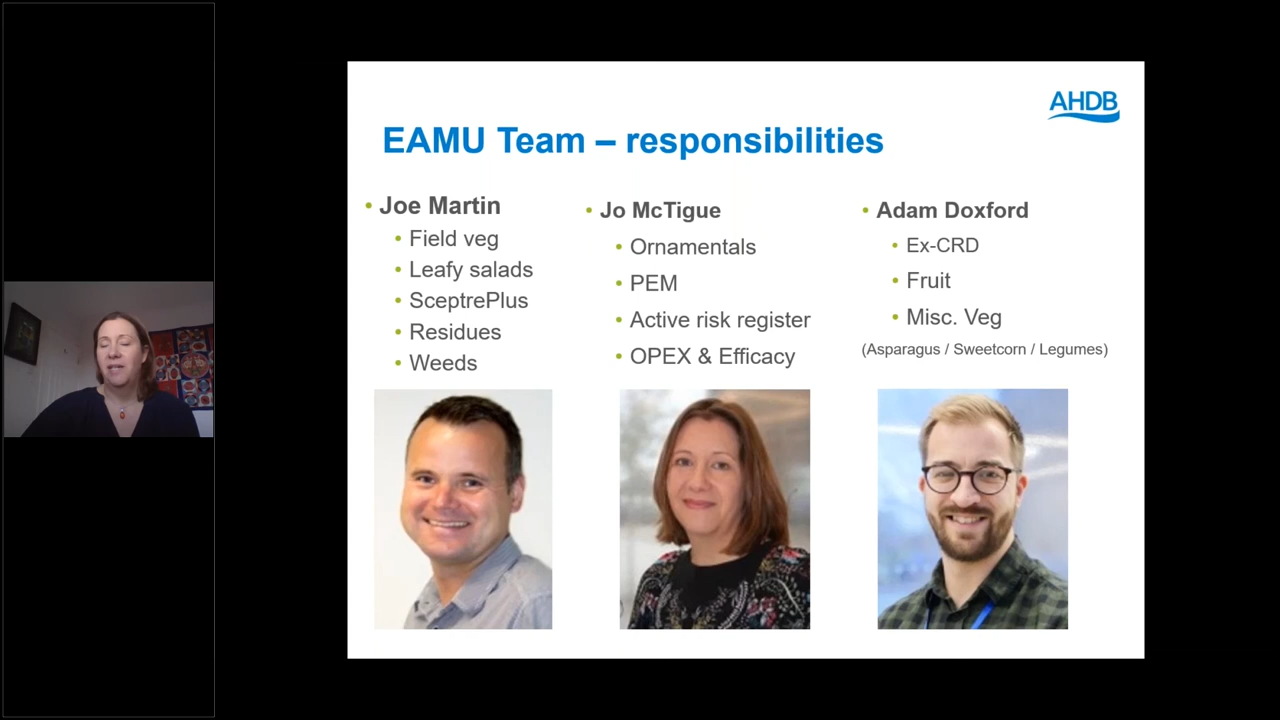 AHDB
EAMU Team – responsibilities
Joe Martin
Field veg
Leafy salads
SceptrePlus
Residues
Weeds
Jo McTigue
Ornamentals
PEM
Active risk register
OPEX & Efficacy
Adam Doxford
Ex-CRD
Fruit
Misc. Veg
(Asparagus / Sweetcorn / Legumes)